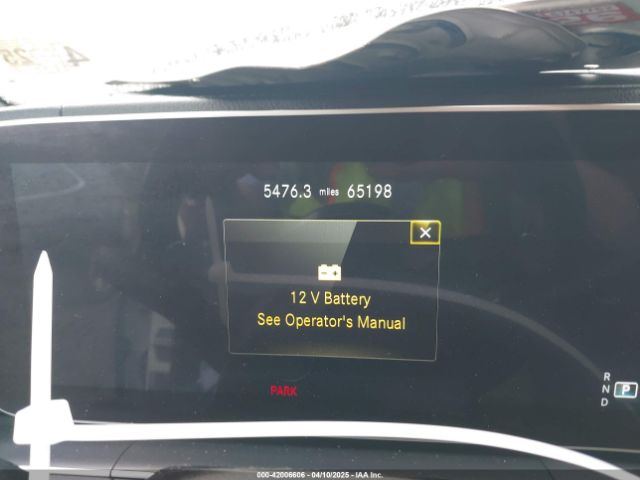 5476.3 miles 65198
12 V Battery
See Operator's Manual
PARK
R
N P
D
000-42006606 - 04/10/2025 - IAA Inc.